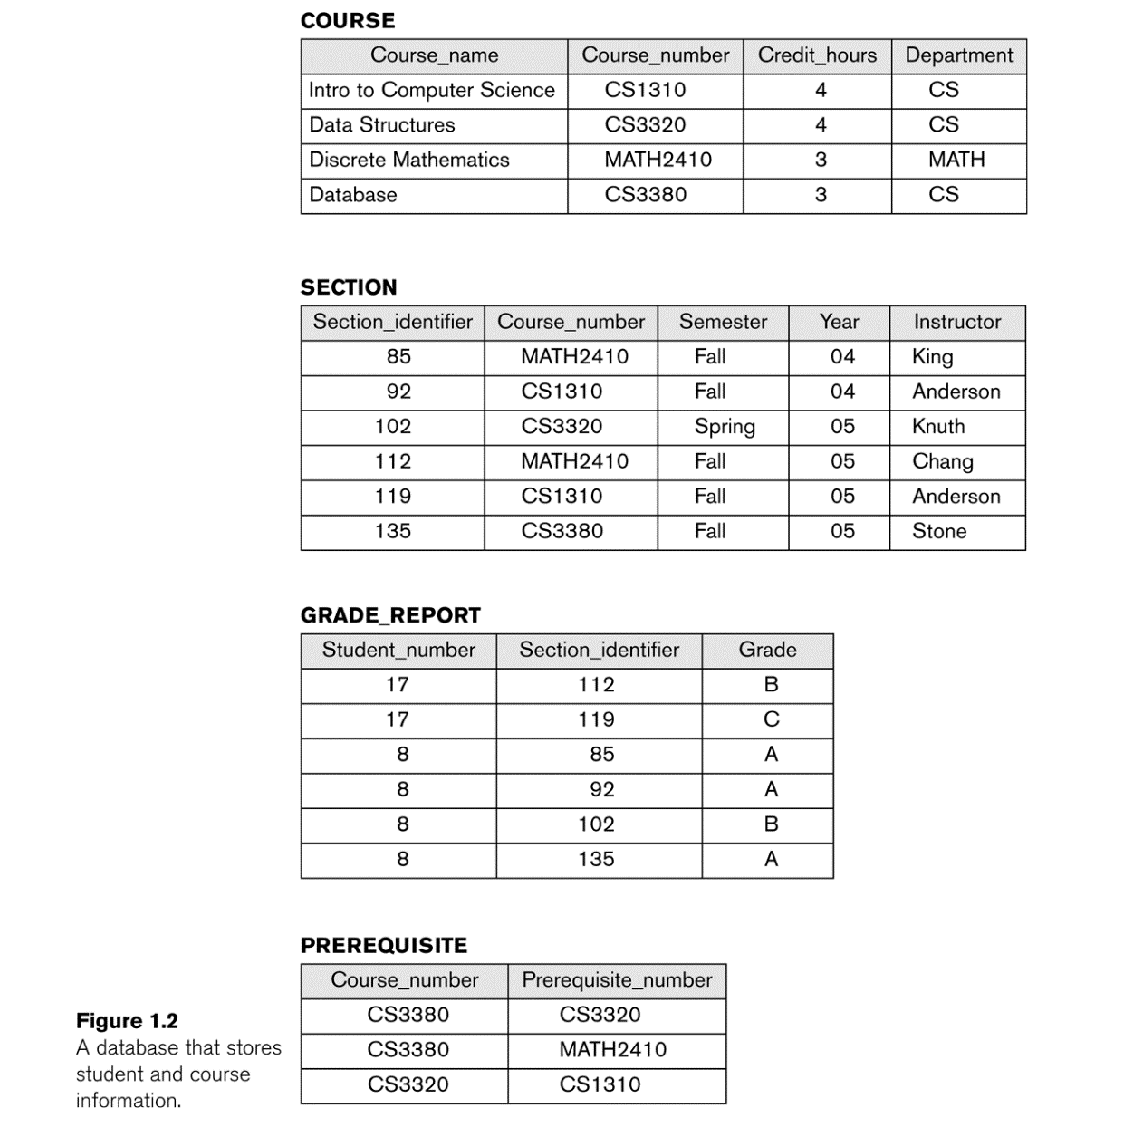 COURSE
Course_name Course_number Credit_hours Department
Intro to Computer Science CS1310 4 CS
Data Structures CS3320 4 CS
Discrete Mathematics MATH2410 3 MATH
Database CS3380 3 CS
SECTION
Section_identifier Course_number Semester Year Instructor
85 MATH2410 Fall 04 King
92 CS1310 Fall 04 Anderson
102 CS3320 Spring 05 Knuth
112 MATH2410 Fall 05 Chang
119 CS1310 Fall 05 Anderson
135 CS3380 Fall 05 Stone
GRADE_REPORT
Student_number Section_identifier Grade
17 112 B
17 119 C
8 85 A
8 92 A
8 102 B
8 135 A
PREREQUISITE
Course_number Prerequisite_number
CS3380 CS3320
CS3380 MATH2410
CS3320 CS1310
Figure 1.2
A database that stores
student and course
information.